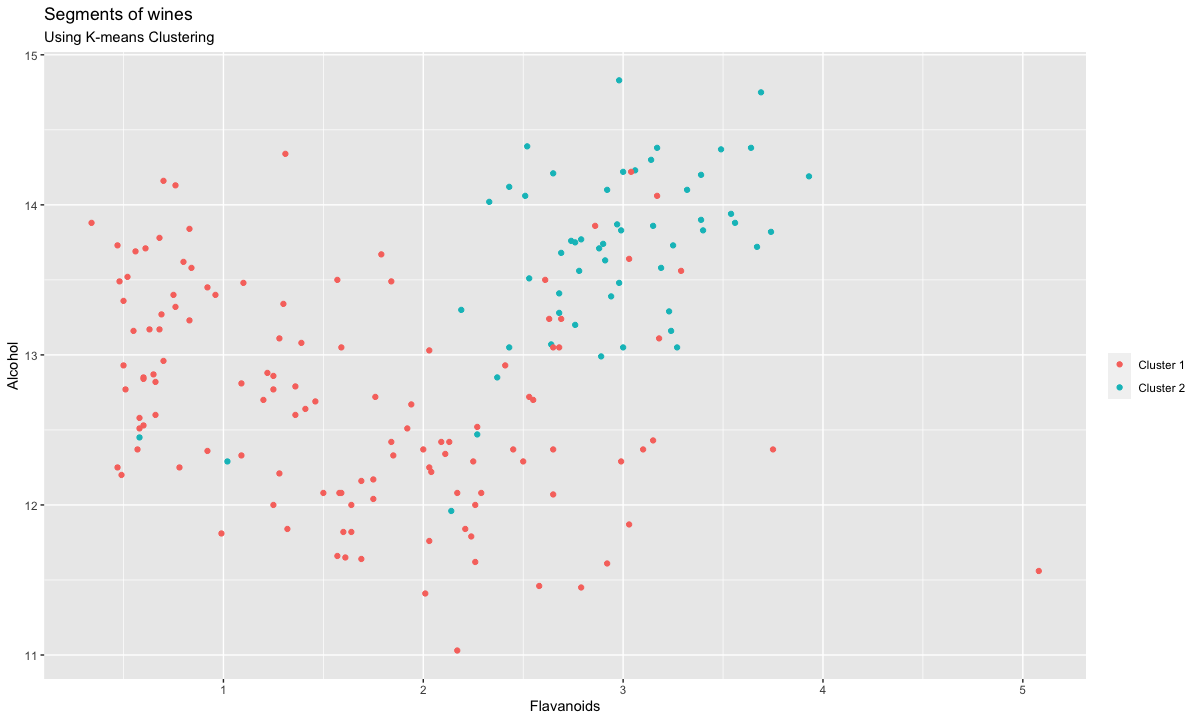 Segments of wines
Using K-means Clustering
15
14
13
12
11
Alcohol
1 2 3 4 5
Flavanoids
Cluster 1
Cluster 2